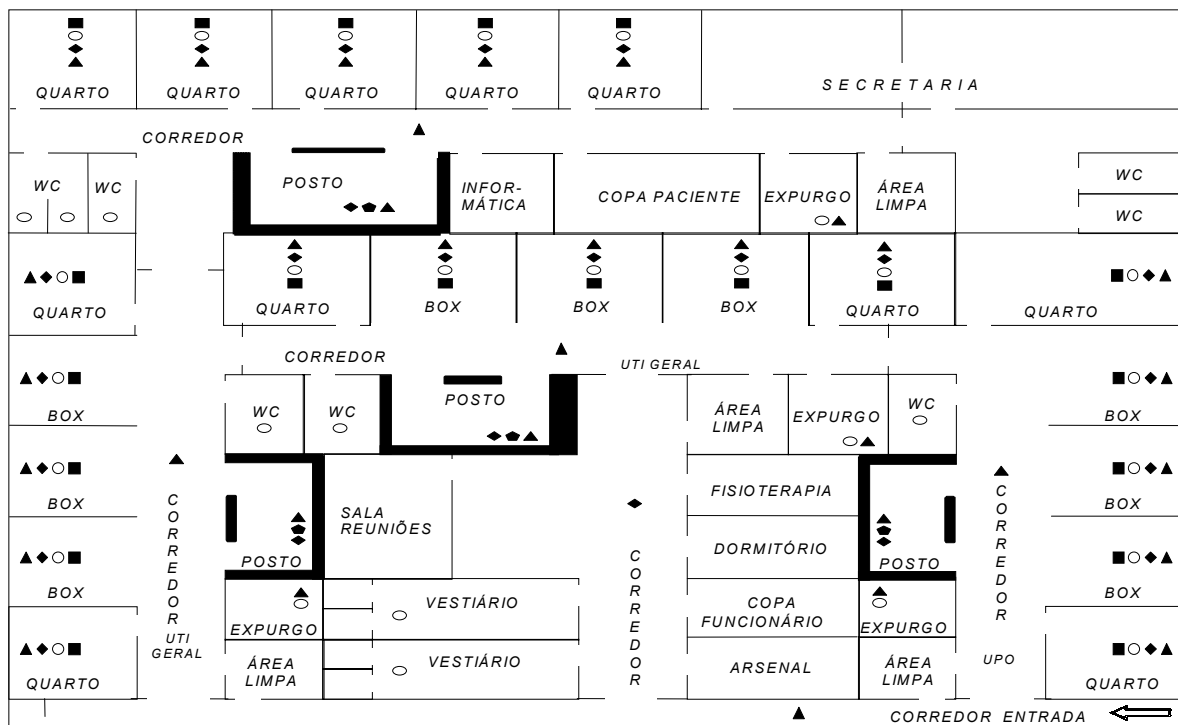 QUARTO QUARTO QUARTO QUARTO QUARTO
SECRETARIA
CORREDOR
WC WC
POSTO
INFOR-
MÁTICA
COPA PACIENTE
EXPURGO
ÁREA
LIMPA
WC
WC
QUARTO
QUARTO
BOX
BOX
BOX
QUARTO
QUARTO
CORREDOR
UTI GERAL
BOX
WC
WC
POSTO
ÁREA
LIMPA
EXPURGO
WC
BOX
BOX
CORREDOR
UTI
GERAL
SALA
REUNIÕES
POSTO
FISIOTERAPIA
DORMITÓRIO
POSTO
CORREDOR
BOX
BOX
BOX
EXPURGO
VESTIÁRIO
CORREDOR
COPA
FUNCIONÁRIO
EXPURGO
UPO
QUARTO
ÁREA
LIMPA
VESTIÁRIO
ARSENAL
ÁREA
LIMPA
QUARTO
CORREDOR ENTRADA